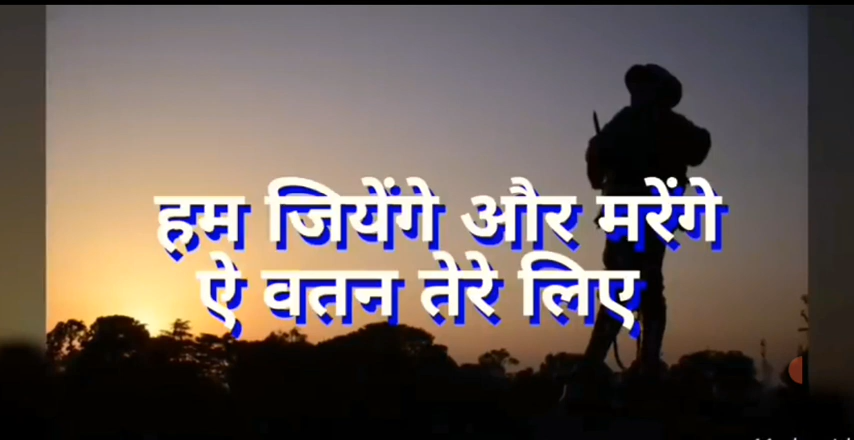 हम जियेंगे और मरेंगे
ऐ वतन तेरे लिए